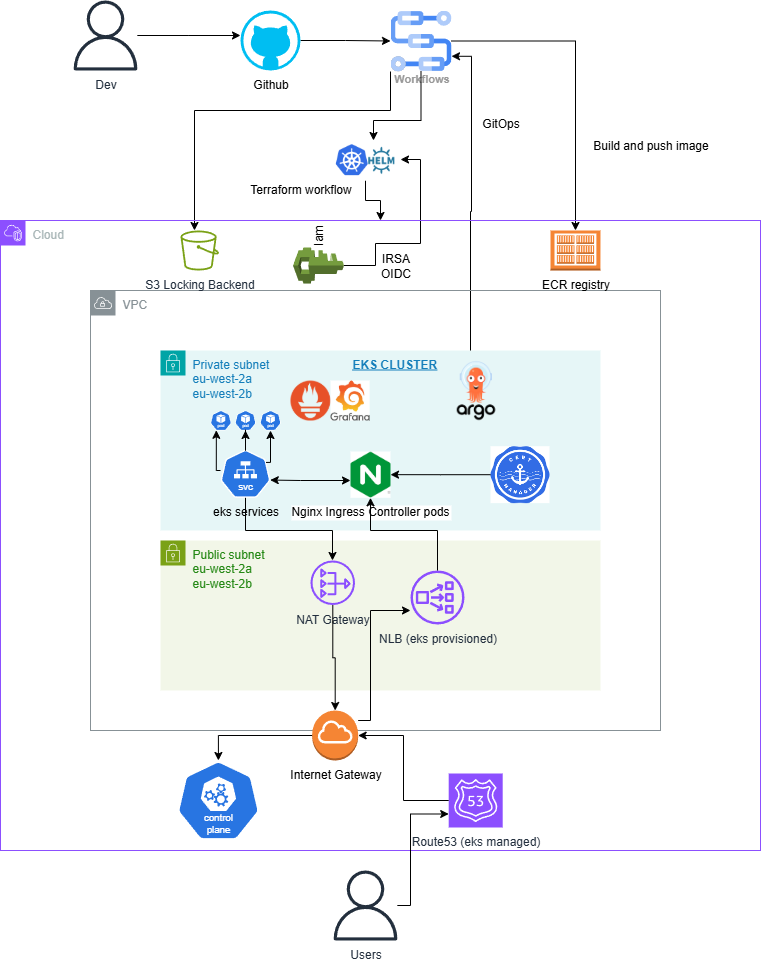 Dev
Github
Workflows
GitOps
Build and push image
HELM
Terraform workflow
Cloud
Iam
IRSA
OIDC
S3 Locking Backend
ECR registry
VPC
Private subnet
eu-west-2a
eu-west-2b
EKS CLUSTER
Grafana
argo
pod
pod
pod
svc
N
CERT
MANAGER
eks services
Nginx Ingress Controller pods
Public subnet
eu-west-2a
eu-west-2b
NAT Gateway
NLB (eks provisioned)
Internet Gateway
control
plane
53
Route53 (eks managed)
Users